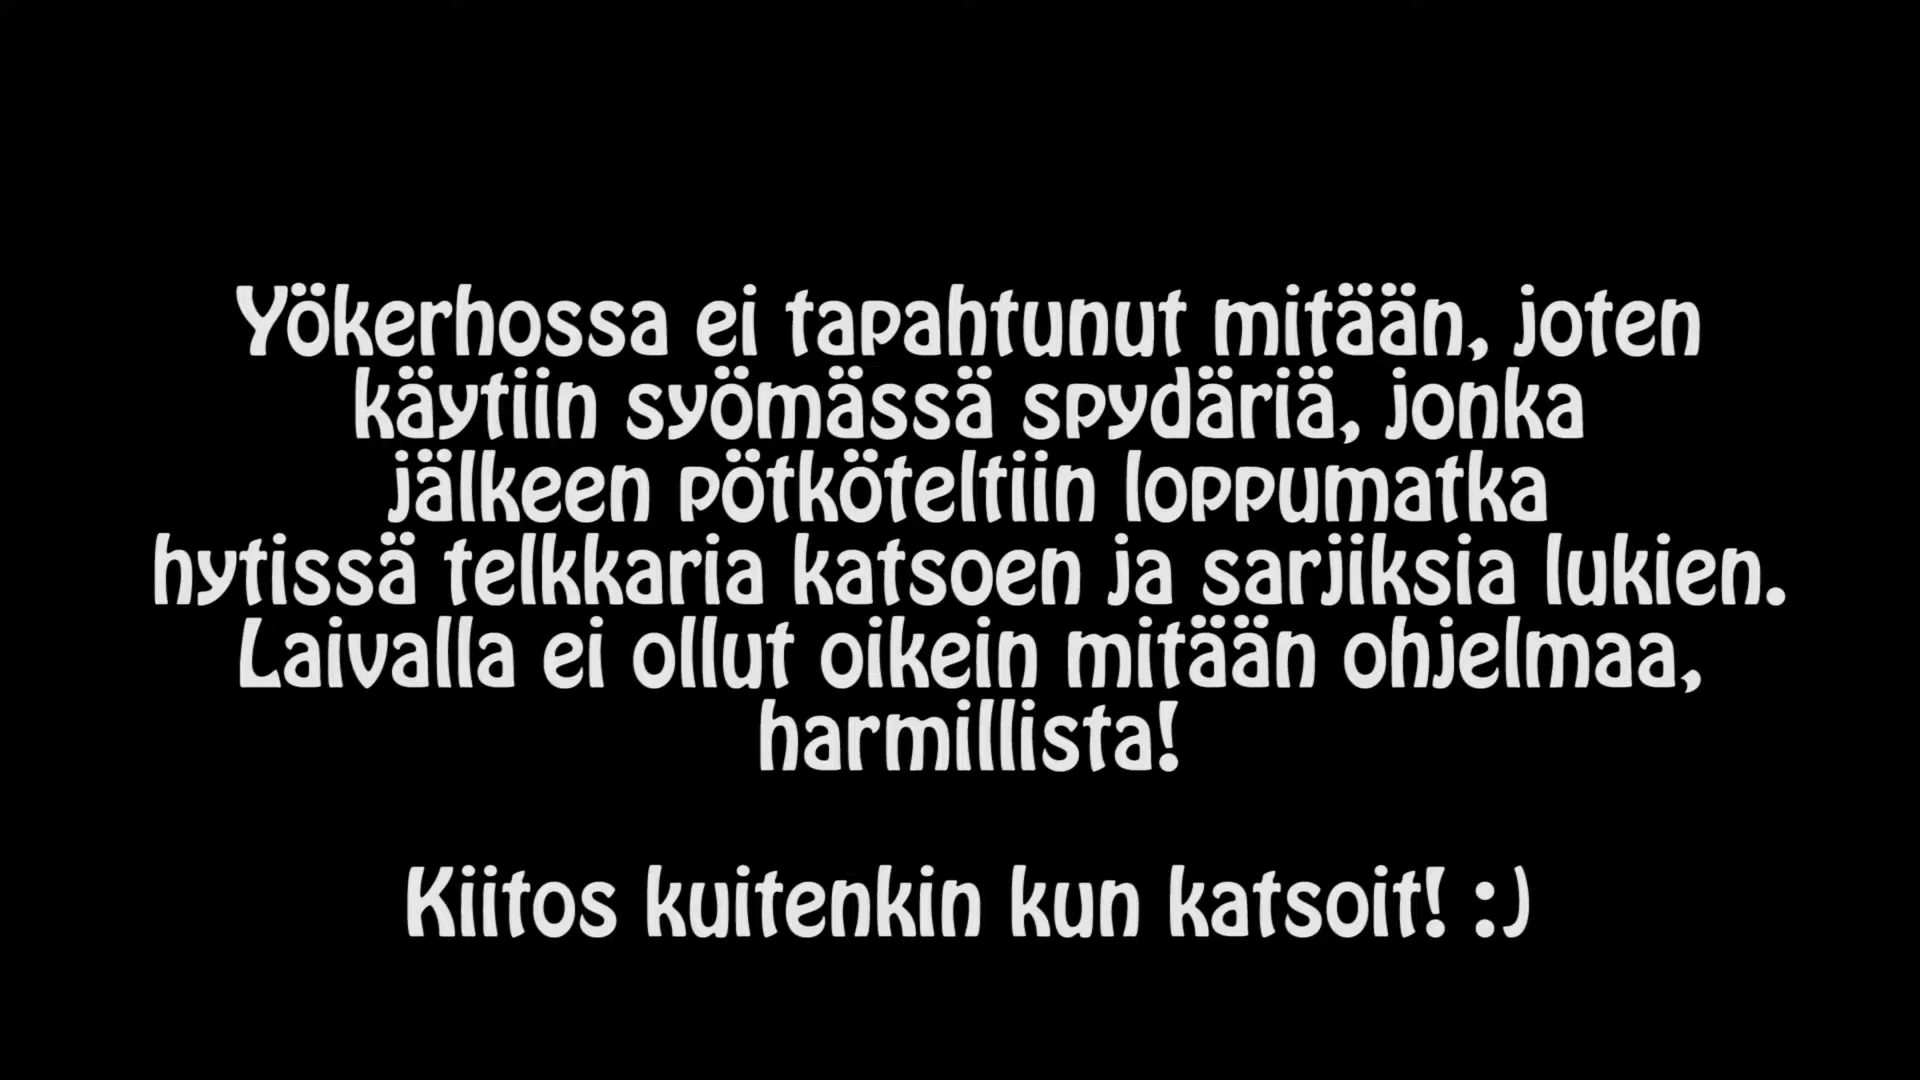 Yökerhossa ei tapahtunut mitään, joten
käytiin syömässä spydäriä, jonka
jälkeen pötköteltiin loppumatka
hytissä telkkaria katsoen ja sarjiksia lukien.
Laivalla ei ollut oikein mitään ohjelmaa,
harmillista!
Kiitos kuitenkin kun katsoit! :)